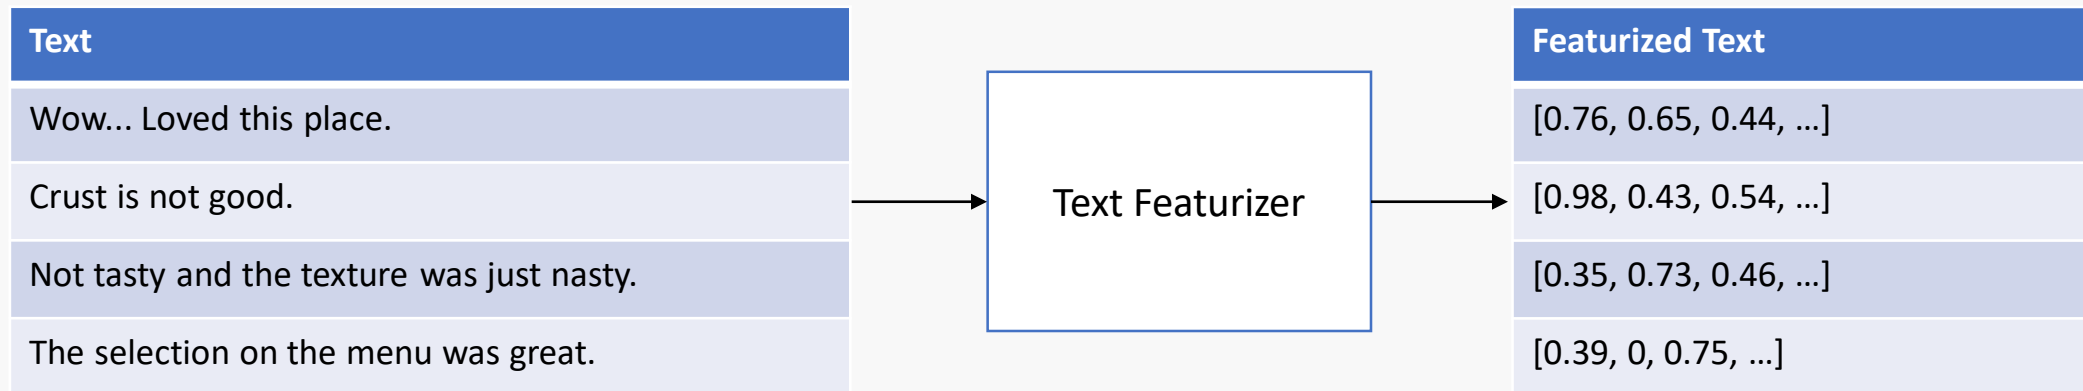 Text
Wow... Loved this place.
Crust is not good.
Not tasty and the texture was just nasty.
The selection on the menu was great.
Text Featurizer
Featurized Text
[0.76, 0.65, 0.44, ...]
[0.98, 0.43, 0.54, ...]
[0.35, 0.73, 0.46, ...]
[0.39, 0, 0.75, ...]